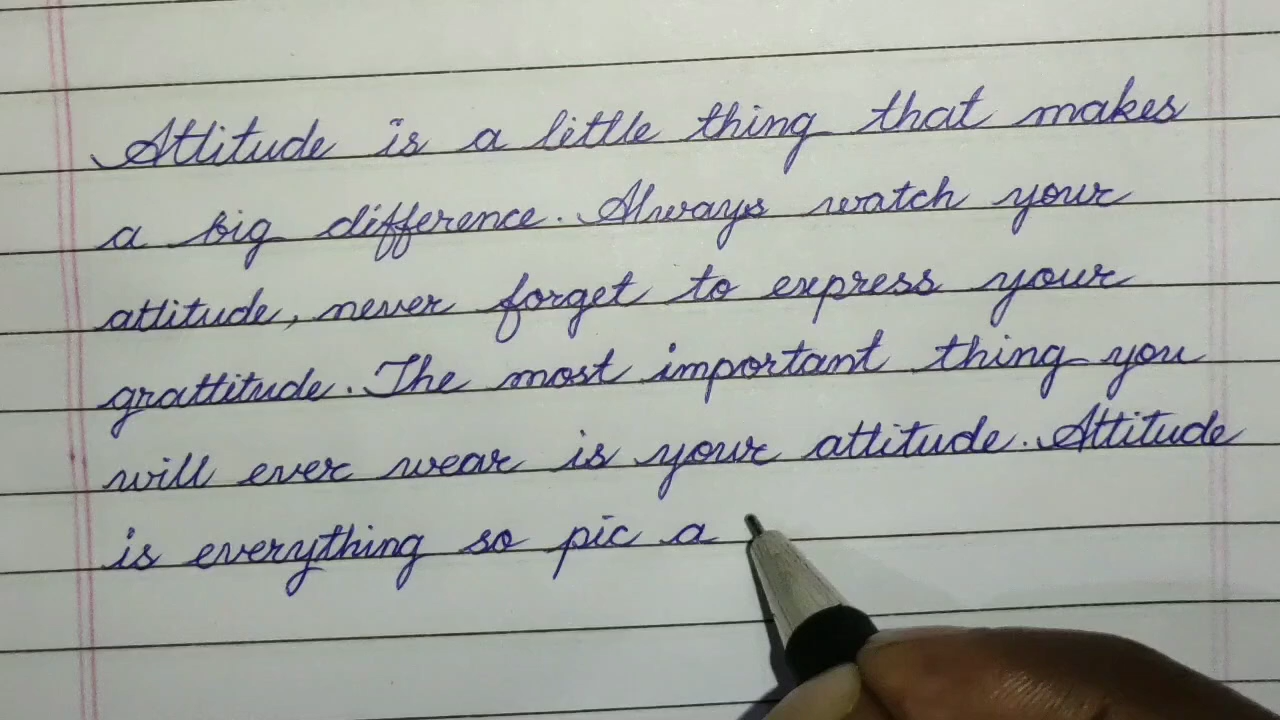 Attitude is a little thing that makes
a big difference. Always watch your
attitude, never forget to express your
grattitude. The most important thing you
will ever wear is your attitude. Attitude
is everything so pic a